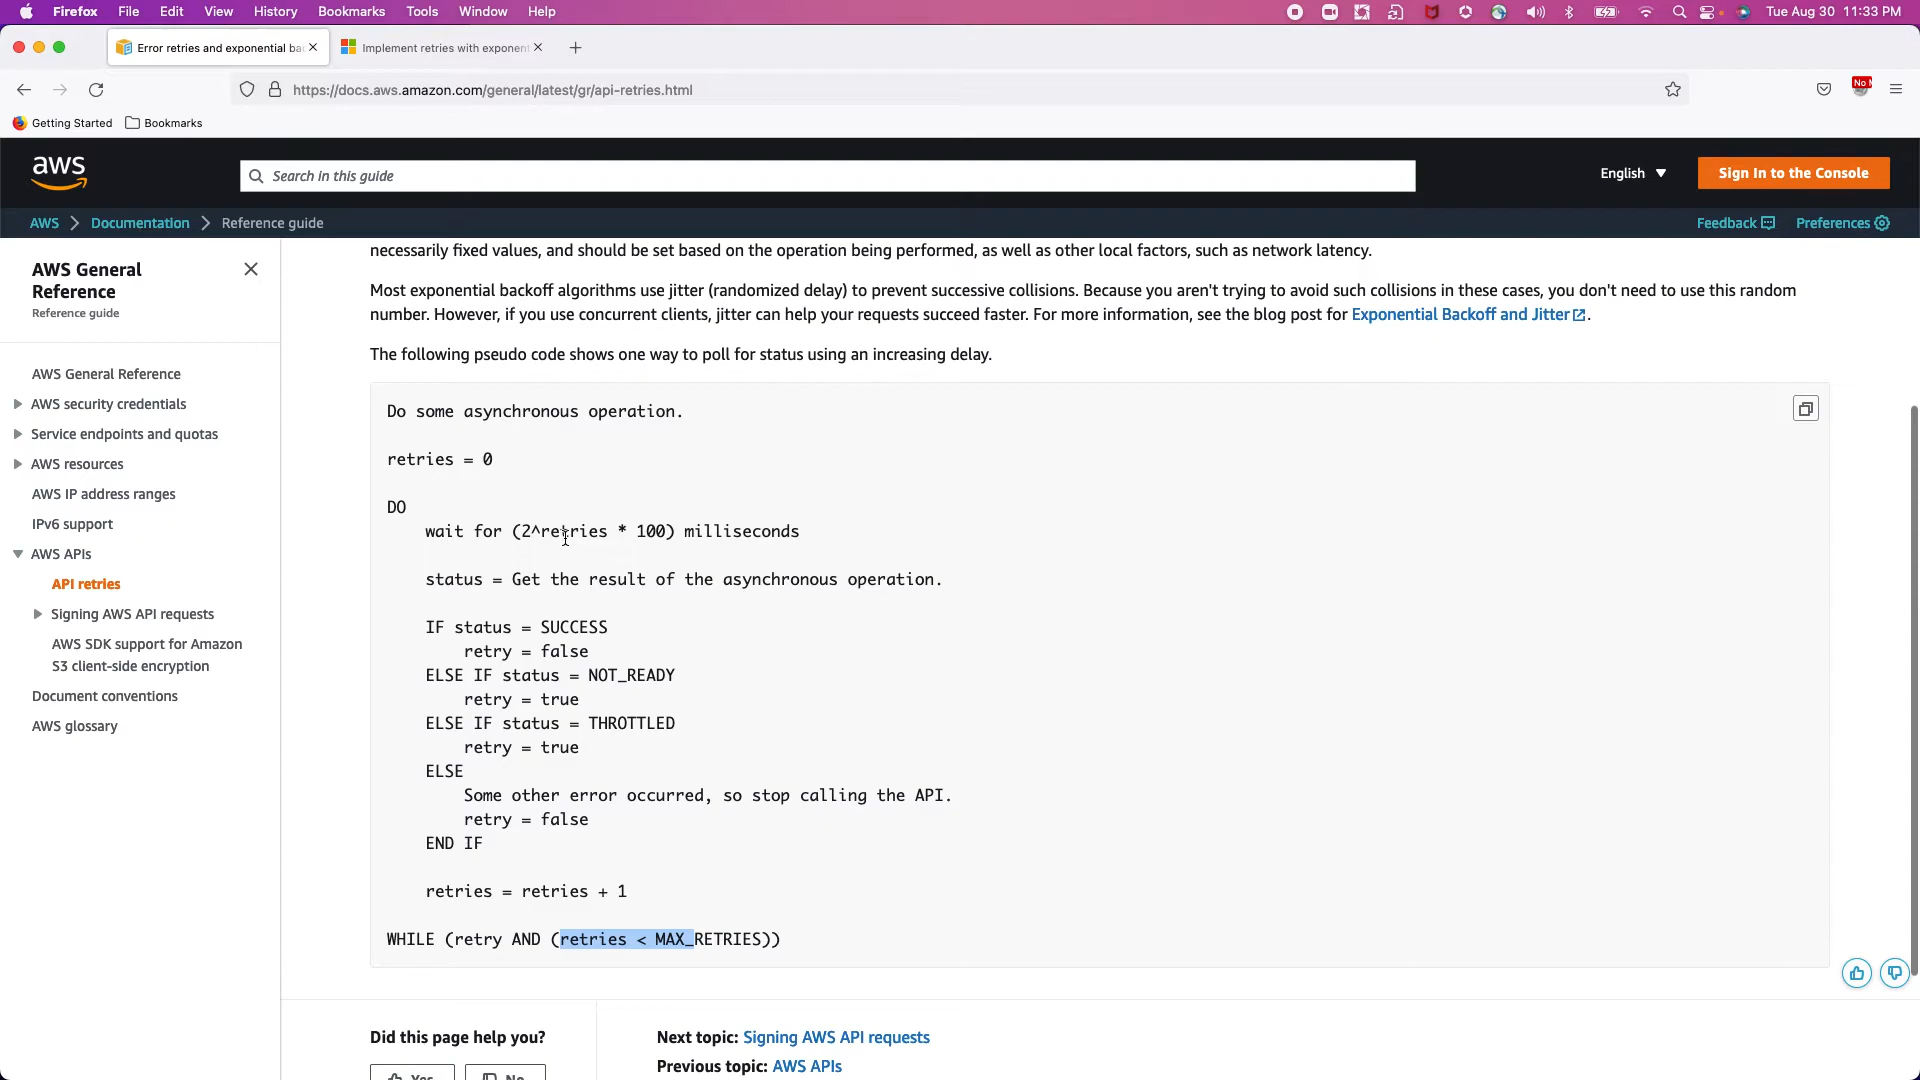 Firefox File Edit View History Bookmarks Tools Window Help Tue Aug 30 11:33 PM
Error retries and exponential ba Implement retries with exponen
https://docs.aws.amazon.com/general/latest/gr/api-retries.html
Getting Started Bookmarks
aws Search in this guide English Sign In to the Console
AWS Documentation Reference guide Feedback Preferences
AWS General
Reference
Reference guide
AWS General Reference
AWS security credentials
Service endpoints and quotas
AWS resources
AWS IP address ranges
IPv6 support
AWS APIs
API retries
Signing AWS API requests
AWS SDK support for Amazon
S3 client-side encryption
Document conventions
AWS glossary
necessarily fixed values, and should be set based on the operation being performed, as well as other local factors, such as network latency.
Most exponential backoff algorithms use jitter (randomized delay) to prevent successive collisions. Because you aren't trying to avoid such collisions in these cases, you don't need to use this random
number. However, if you use concurrent clients, jitter can help your requests succeed faster. For more information, see the blog post for Exponential Backoff and Jitter.
The following pseudo code shows one way to poll for status using an increasing delay.
Do some asynchronous operation.
retries = 0
DO
wait for (2^retries * 100) milliseconds
status = Get the result of the asynchronous operation.
IF status = SUCCESS
retry = false
ELSE IF status = NOT_READY
retry = true
ELSE IF status = THROTTLED
retry = true
ELSE
Some other error occurred, so stop calling the API.
retry = false
END IF
retries = retries + 1
WHILE (retry AND (retries < MAX_RETRIES))
Did this page help you?
Yes No
Next topic: Signing AWS API requests
Previous topic: AWS APIs